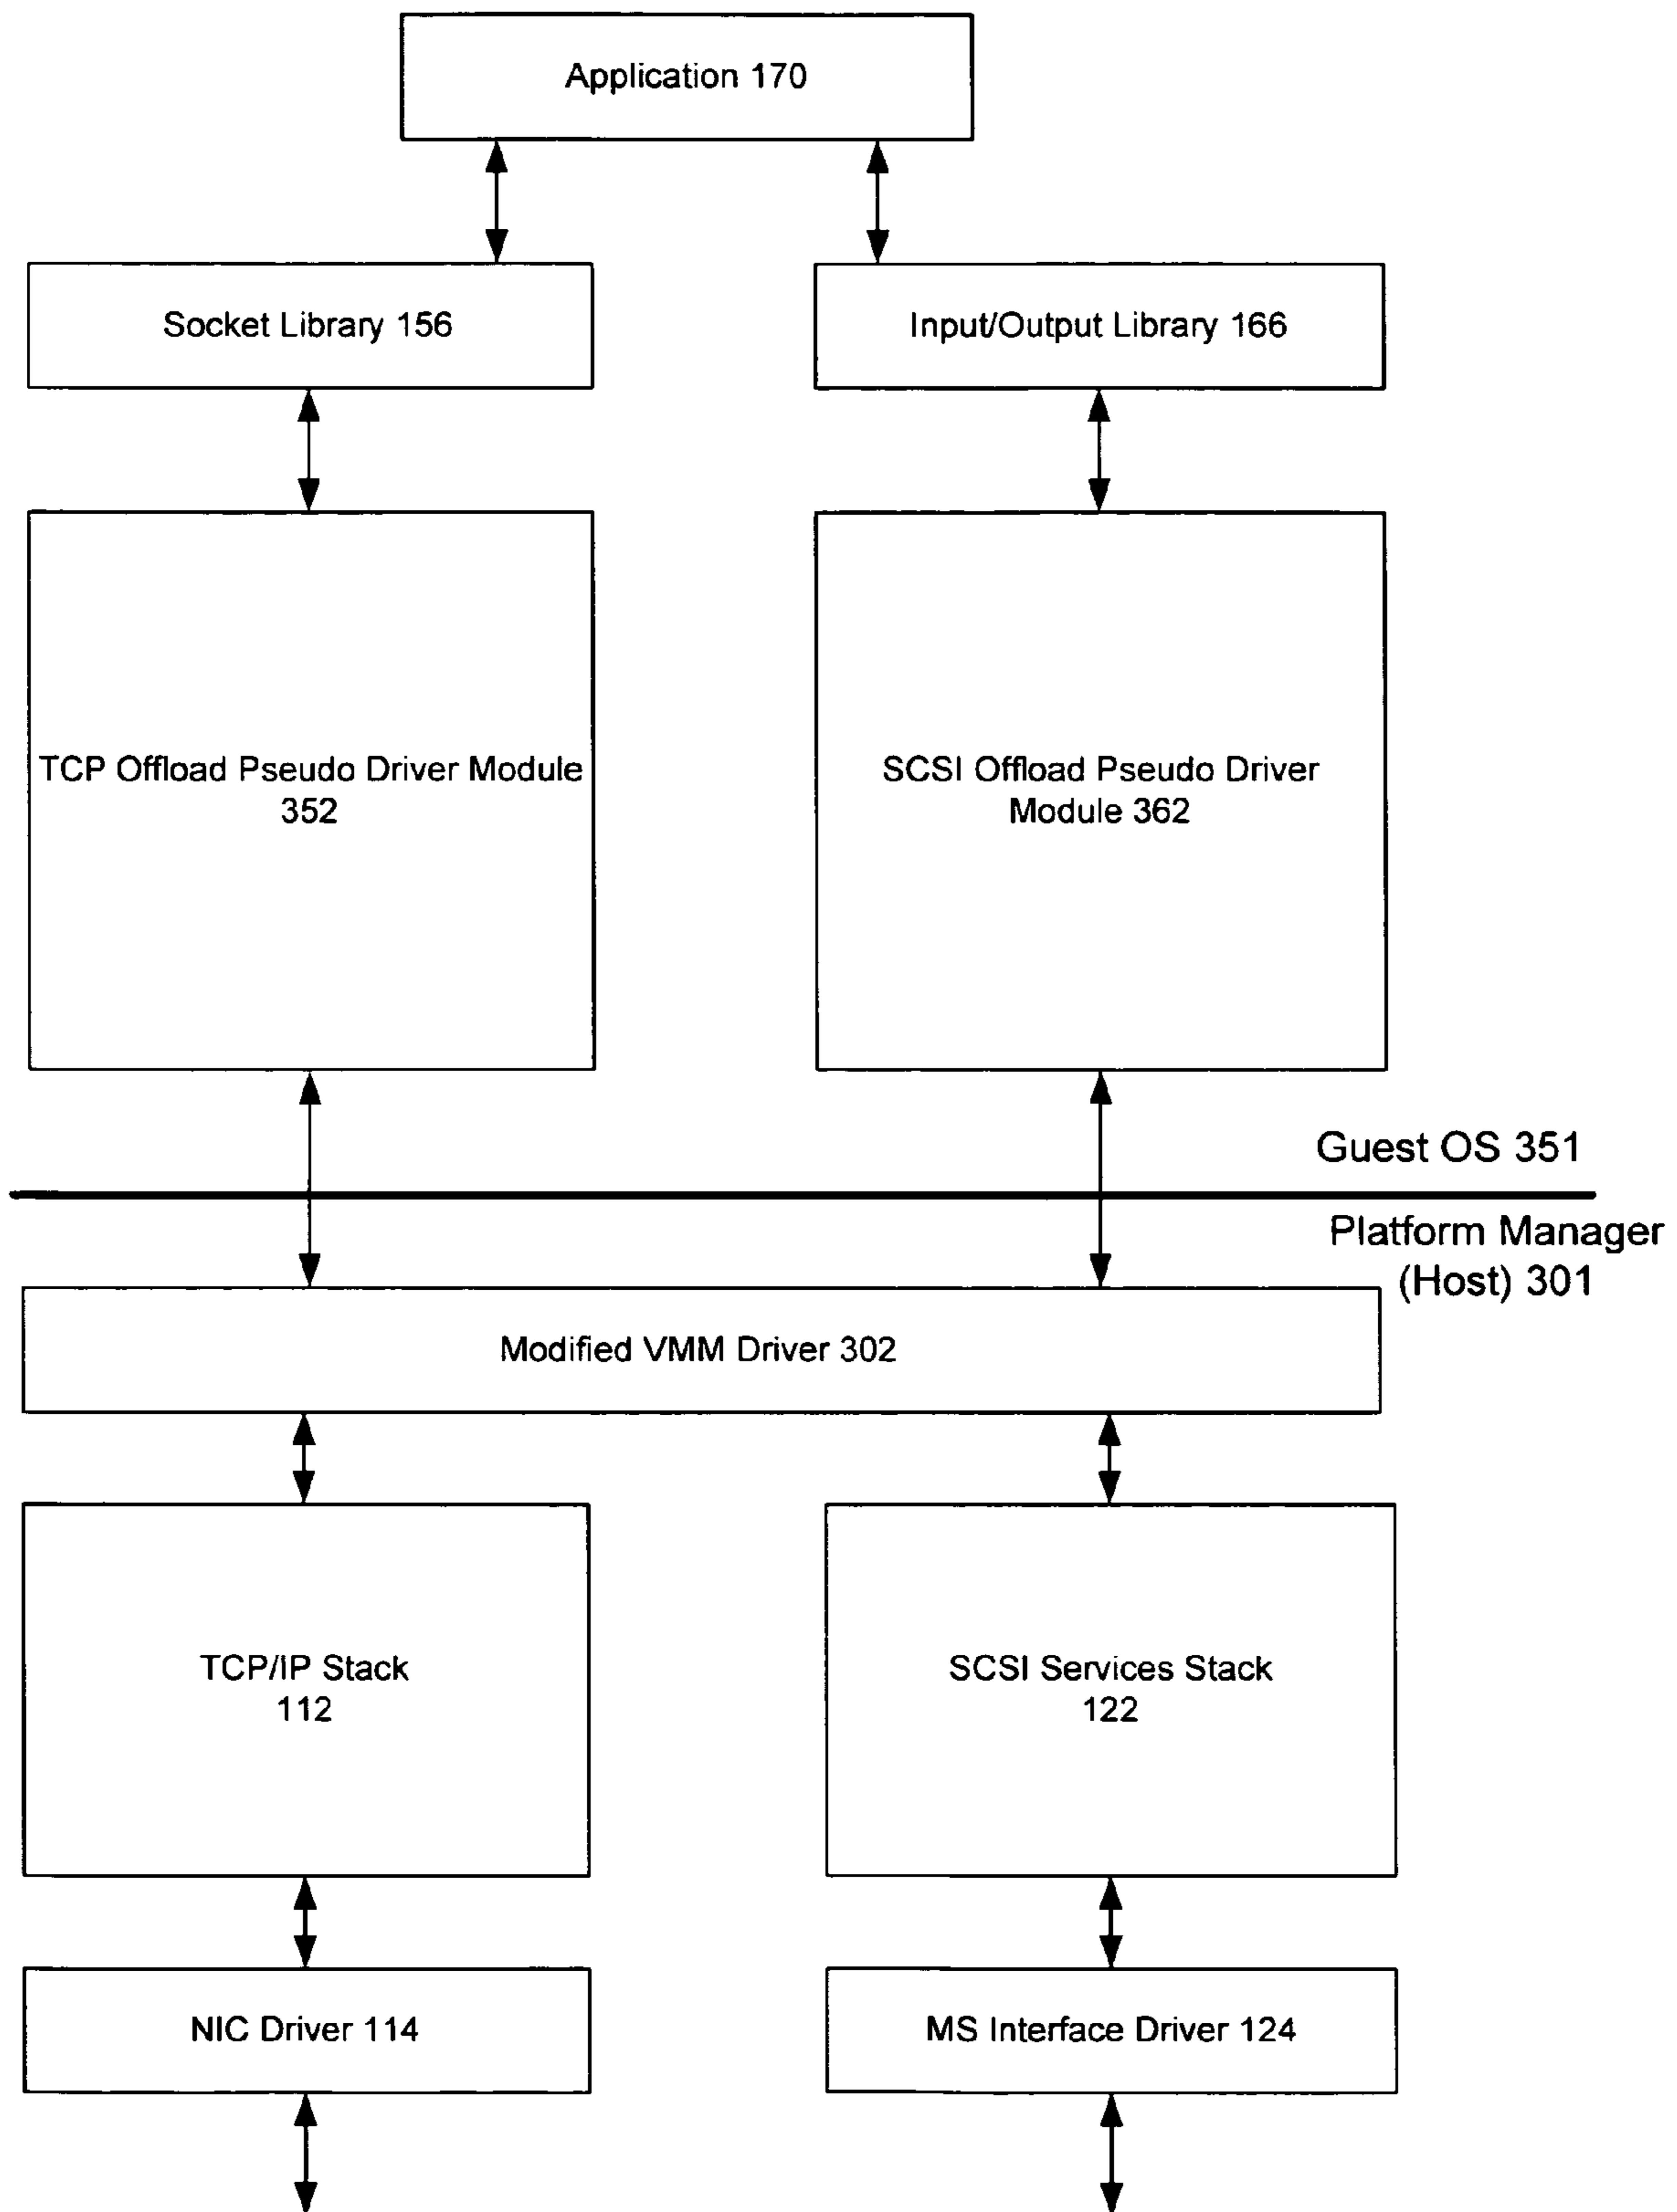 Application 170
Socket Library 156
Input/Output Library 166
TCP Offload Pseudo Driver Module
352
SCSI Offload Pseudo Driver
Module 362
Guest OS 351
Platform Manager
(Host) 301
Modified VMM Driver 302
TCP/IP Stack
112
SCSI Services Stack
122
NIC Driver 114
MS Interface Driver 124